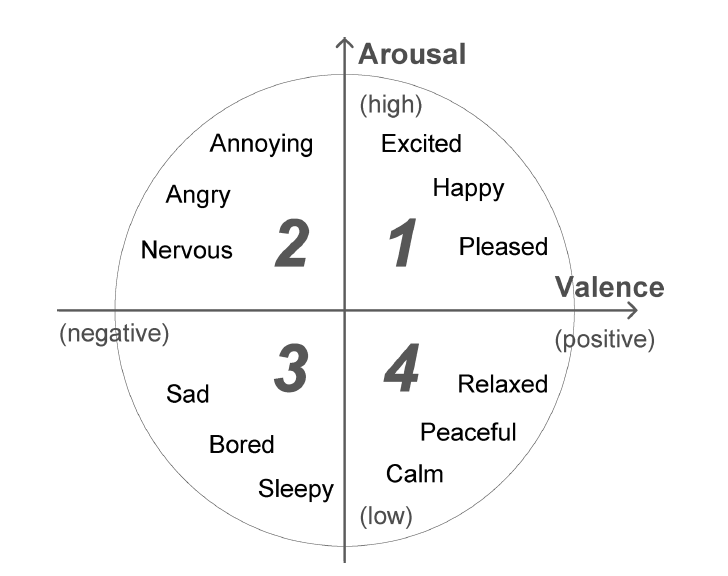 Arousal
(high)
Annoying
Excited
Angry
Happy
Nervous
2
1
Pleased
Valence
(negative)
(positive)
3
4
Sad
Relaxed
Bored
Peaceful
Sleepy
Calm
(low)